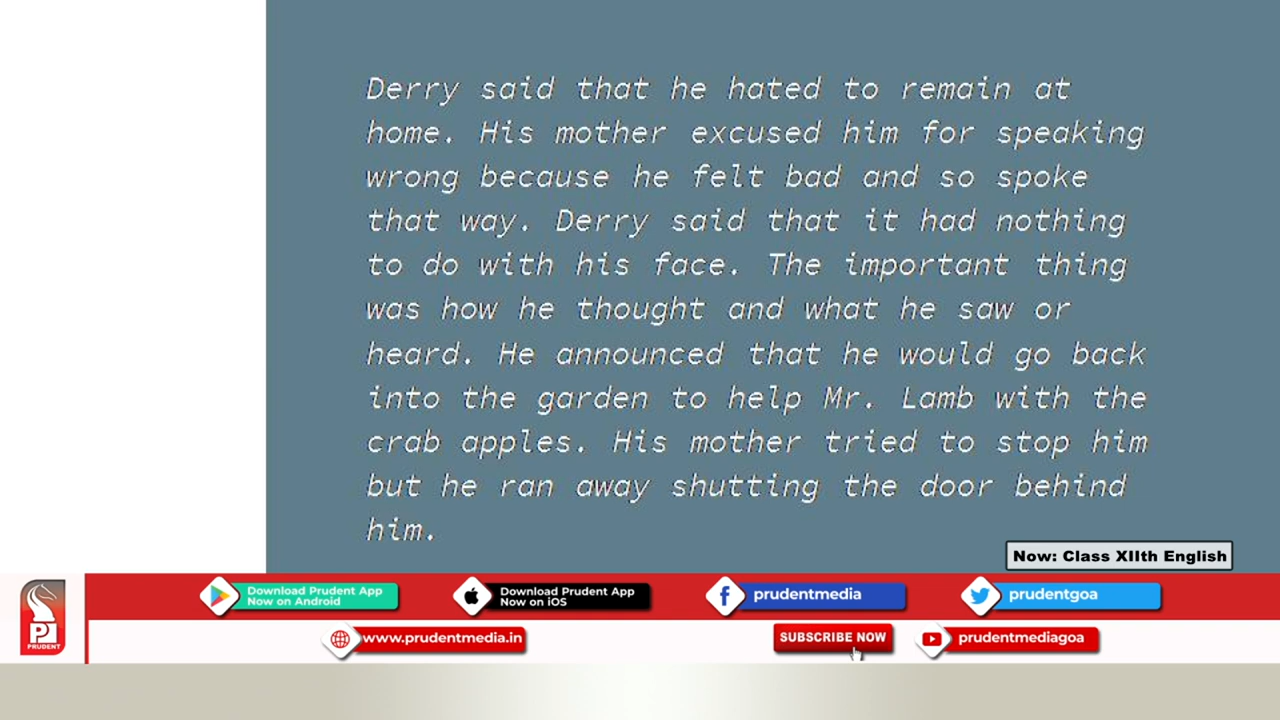 Derry said that he hated to remain at
home. His mother excused him for speaking
wrong because he felt bad and so spoke
that way. Derry said that it had nothing
to do with his face. The important thing
was how he thought and what he saw or
heard. He announced that he would go back
into the garden to help Mr. Lamb with the
crab apples. His mother tried to stop him
but he ran away shutting the door behind
him.
Now: Class XIIth English
Download Prudent App
Now on Android
Download Prudent App
Now on iOS
prudentmedia
prudentgoa
PRUDENT
www.prudentmedia.in
SUBSCRIBE NOW
prudentmediagoa